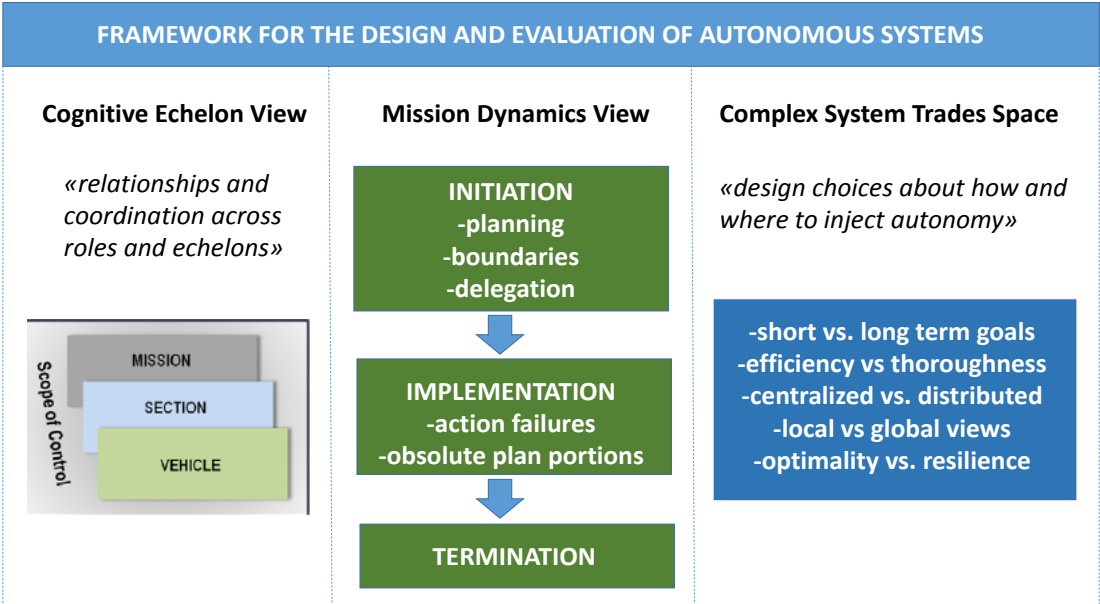 FRAMEWORK FOR THE DESIGN AND EVALUATION OF AUTONOMOUS SYSTEMS
Cognitive Echelon View
«relationships and
coordination across
roles and echelons»
Scope of Control
MISSION
SECTION
VEHICLE
Mission Dynamics View
INITIATION
-planning
-boundaries
-delegation
IMPLEMENTATION
-action failures
-obsolute plan portions
TERMINATION
Complex System Trades Space
«design choices about how and
where to inject autonomy»
-short vs. long term goals
-efficiency vs thoroughness
-centralized vs. distributed
-local vs global views
-optimality vs. resilience